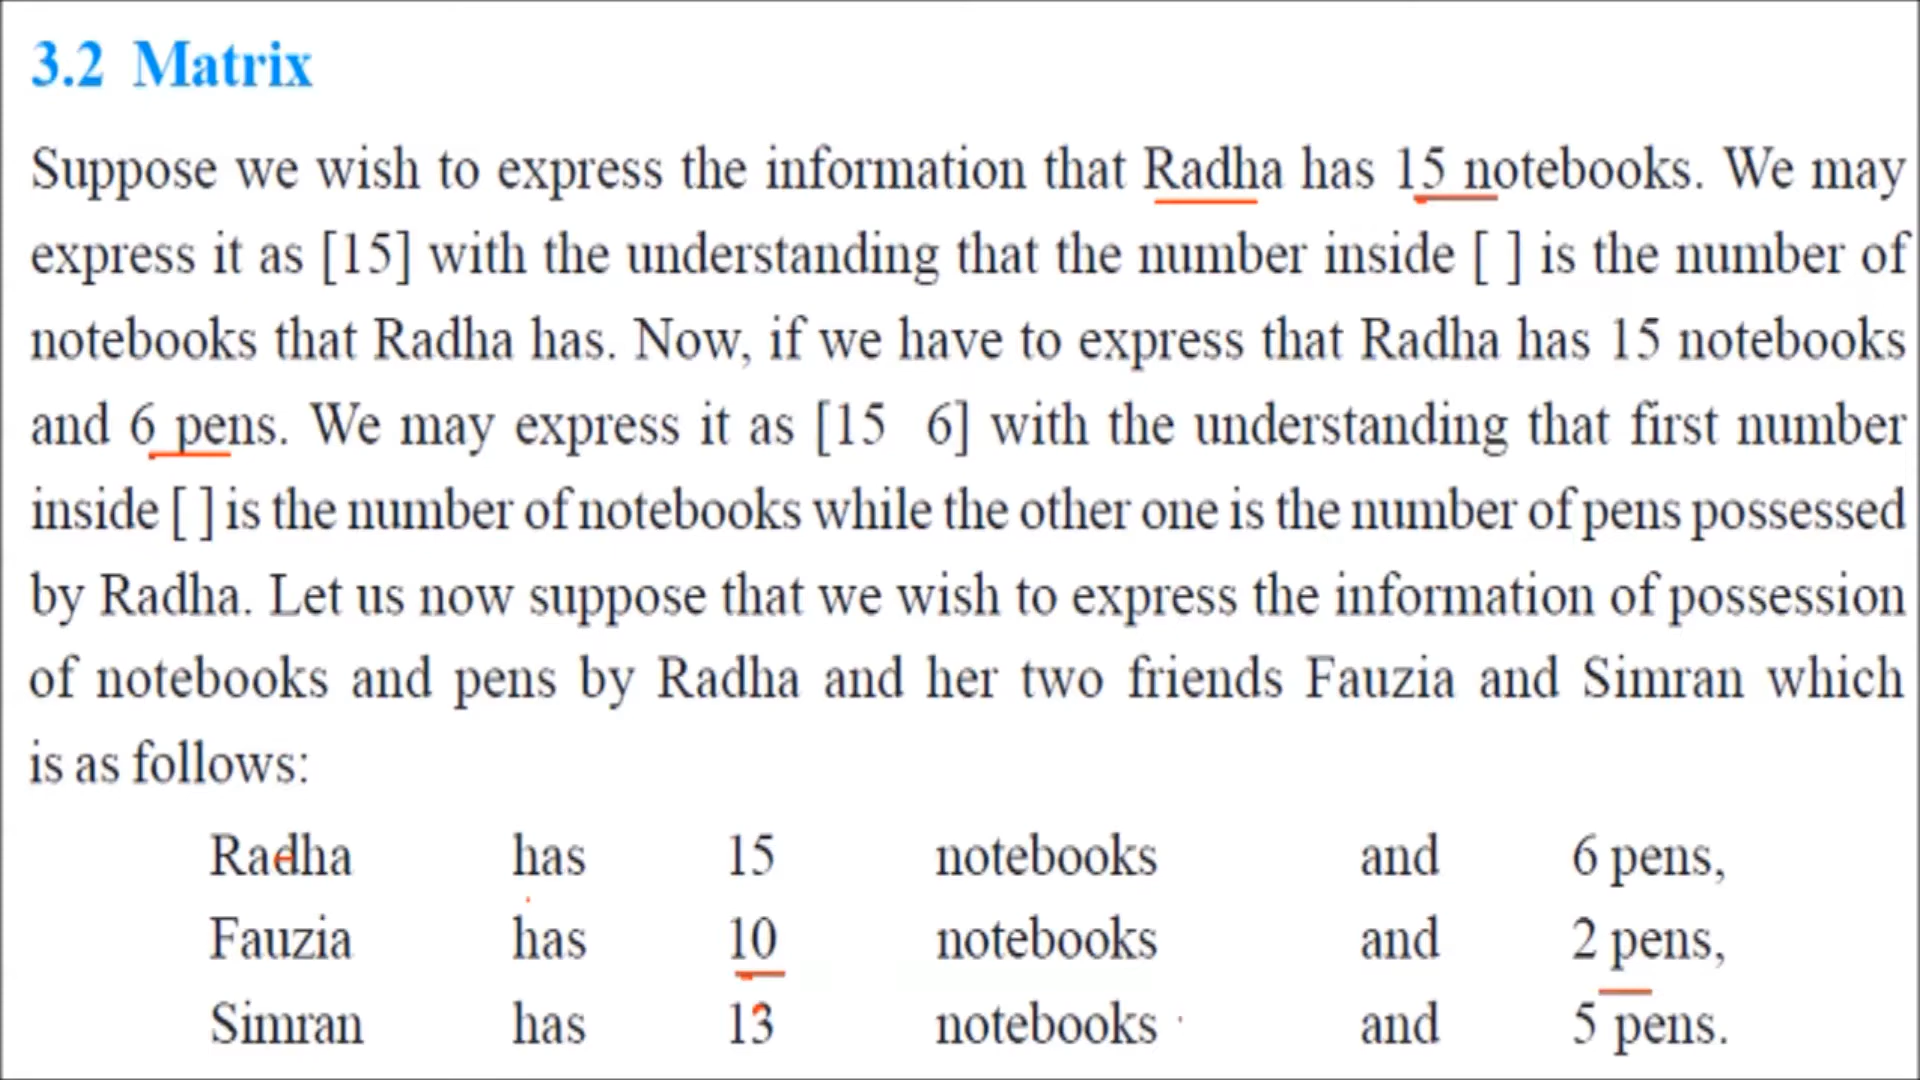 3.2 Matrix
Suppose we wish to express the information that Radha has 15 notebooks. We may
express it as [15] with the understanding that the number inside [ ] is the number of
notebooks that Radha has. Now, if we have to express that Radha has 15 notebooks
and 6 pens. We may express it as [15 6] with the understanding that first number
inside [ ] is the number of notebooks while the other one is the number of pens possessed
by Radha. Let us now suppose that we wish to express the information of possession
of notebooks and pens by Radha and her two friends Fauzia and Simran which
is as follows:
Radha has 15 notebooks and 6 pens,
Fauzia has 10 notebooks and 2 pens,
Simran has 13 notebooks and 5 pens.